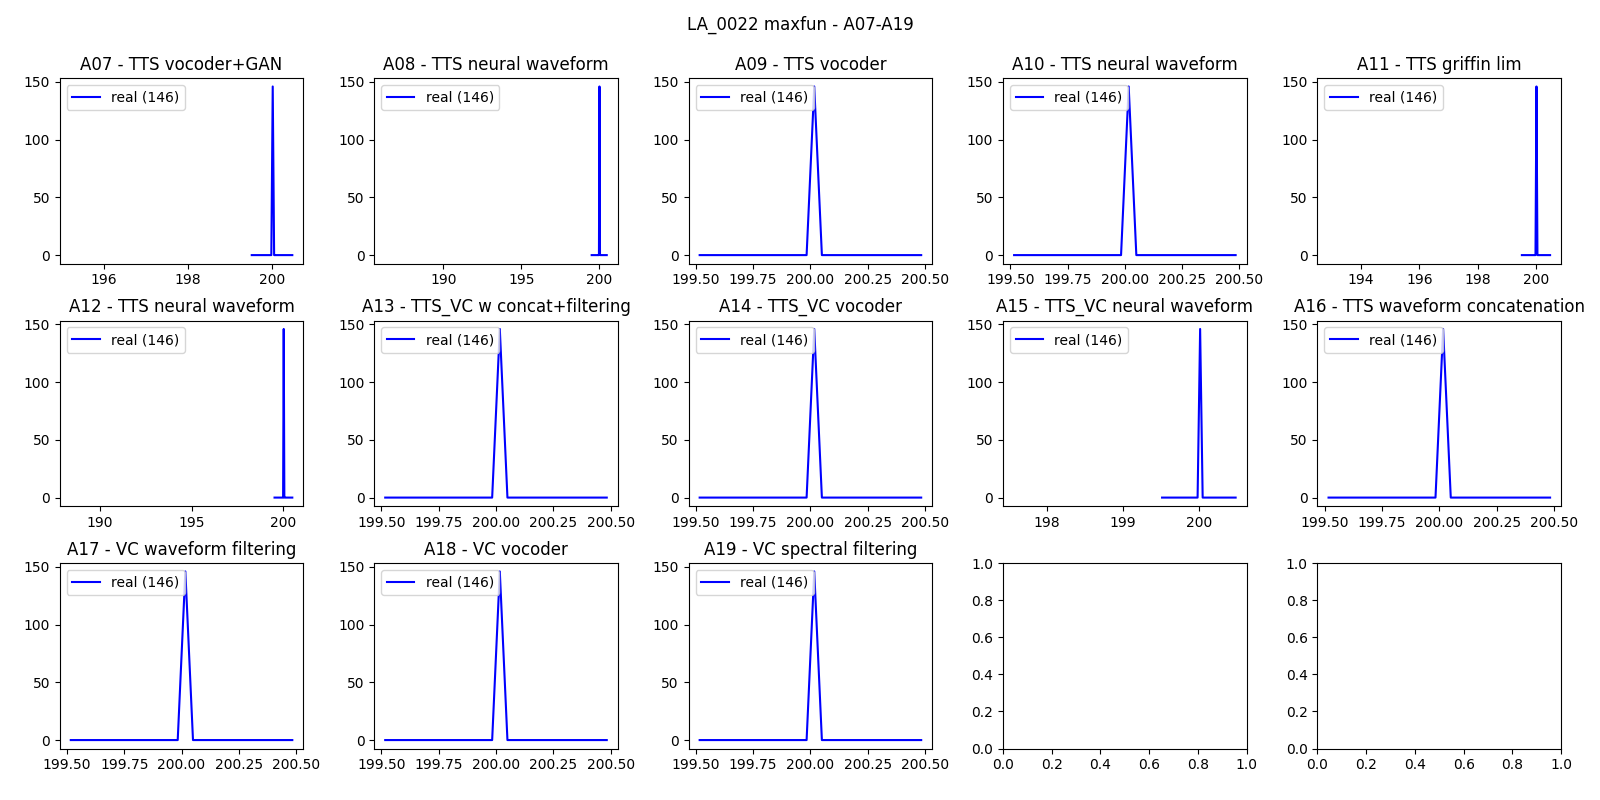 LA_0022 maxfun - A07-A19
A07 - TTS vocoder+GAN
150
100
50
0
real (146)
196 198 200
A08 - TTS neural waveform
150
100
50
0
real (146)
190 195 200
A09 - TTS vocoder
150
100
50
0
real (146)
199.50 199.75 200.00 200.25 200.50
A10 - TTS neural waveform
150
100
50
0
real (146)
199.50 199.75 200.00 200.25 200.50
A11 - TTS griffin lim
150
100
50
0
real (146)
194 196 198 200
A12 - TTS neural waveform
150
100
50
0
real (146)
190 195 200
A13 - TTS_VC w concat+filtering
150
100
50
0
real (146)
199.50 199.75 200.00 200.25 200.50
A14 - TTS_VC vocoder
150
100
50
0
real (146)
199.50 199.75 200.00 200.25 200.50
A15 - TTS_VC neural waveform
150
100
50
0
real (146)
198 199 200
A16 - TTS waveform concatenation
150
100
50
0
real (146)
199.50 199.75 200.00 200.25 200.50
A17 - VC waveform filtering
150
100
50
0
real (146)
199.50 199.75 200.00 200.25 200.50
A18 - VC vocoder
150
100
50
0
real (146)
199.50 199.75 200.00 200.25 200.50
A19 - VC spectral filtering
150
100
50
0
real (146)
199.50 199.75 200.00 200.25 200.50
1.0
0.8
0.6
0.4
0.2
0.0
0.0 0.2 0.4 0.6 0.8 1.0
1.0
0.8
0.6
0.4
0.2
0.0
0.0 0.2 0.4 0.6 0.8 1.0